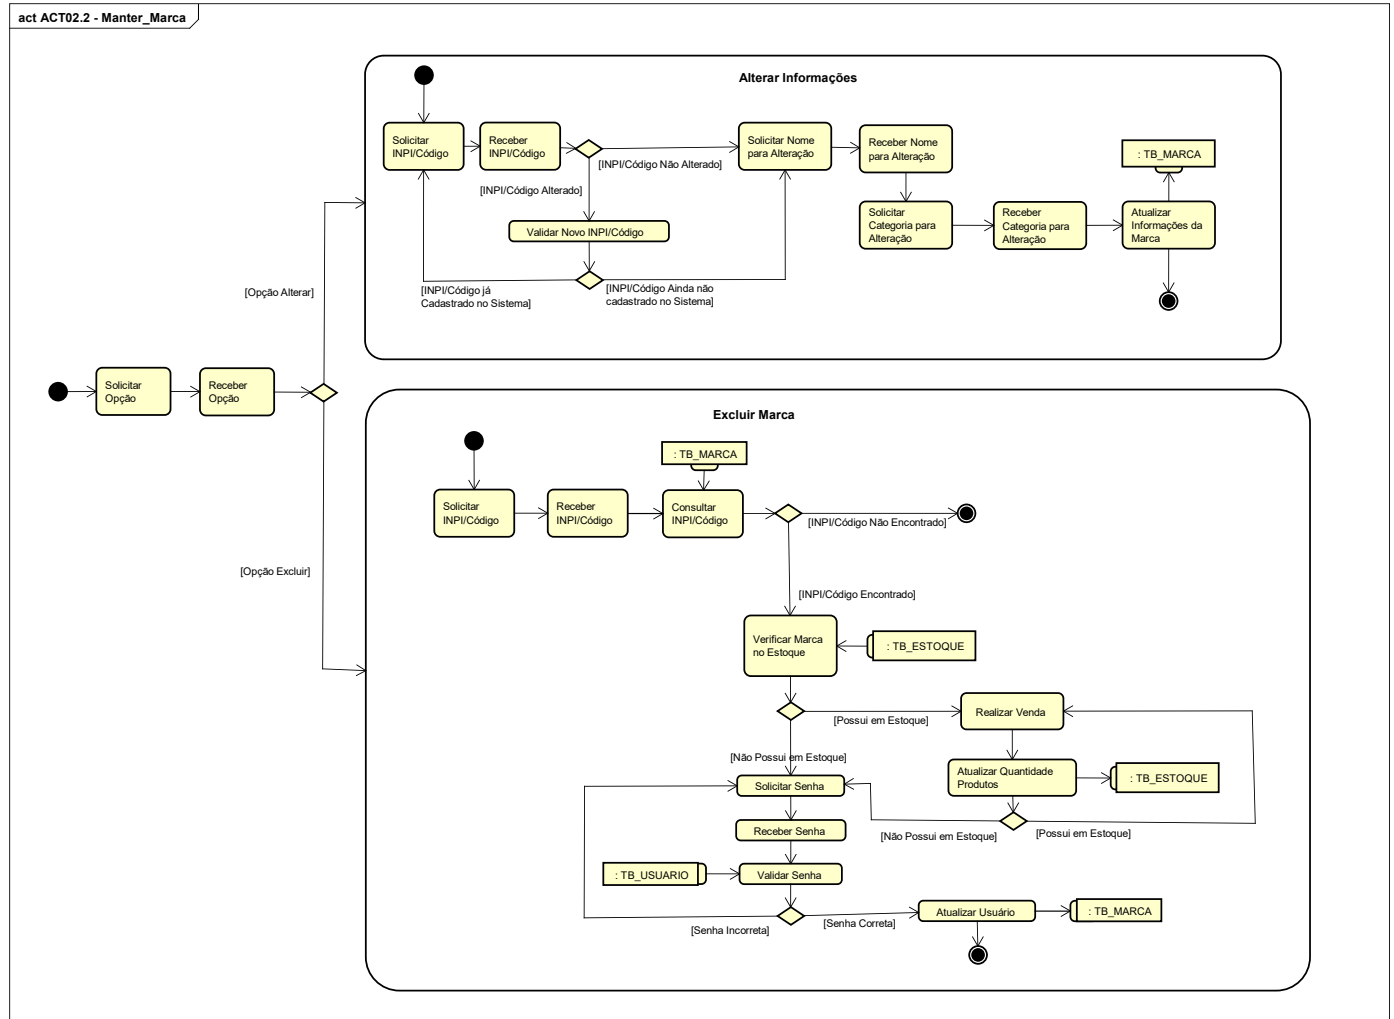 act ACT02.2 - Manter_Marca
Alterar Informações
Solicitar
INPI/Código
Receber
INPI/Código
[INPI/Código Não Alterado]
Solicitar Nome
para Alteração
Receber Nome
para Alteração
: TB_MARCA
[INPI/Código Alterado]
Validar Novo INPI/Código
Solicitar
Categoria para
Alteração
Receber
Categoria para
Alteração
Atualizar
Informações da
Marca
[INPI/Código já
Cadastrado no Sistema]
[INPI/Código Ainda não
cadastrado no Sistema]
[Opção Alterar]
Solicitar
Opção
Receber
Opção
[Opção Excluir]
Excluir Marca
: TB_MARCA
Solicitar
INPI/Código
Receber
INPI/Código
Consultar
INPI/Código
[INPI/Código Não Encontrado]
[INPI/Código Encontrado]
Verificar Marca
no Estoque
: TB_ESTOQUE
[Possui em Estoque]
Realizar Venda
[Não Possui em Estoque]
Atualizar Quantidade
Produtos
: TB_ESTOQUE
Solicitar Senha
[Não Possui em Estoque]
[Possui em Estoque]
Receber Senha
: TB_USUARIO
Validar Senha
[Senha Incorreta]
[Senha Correta]
Atualizar Usuário
: TB_MARCA